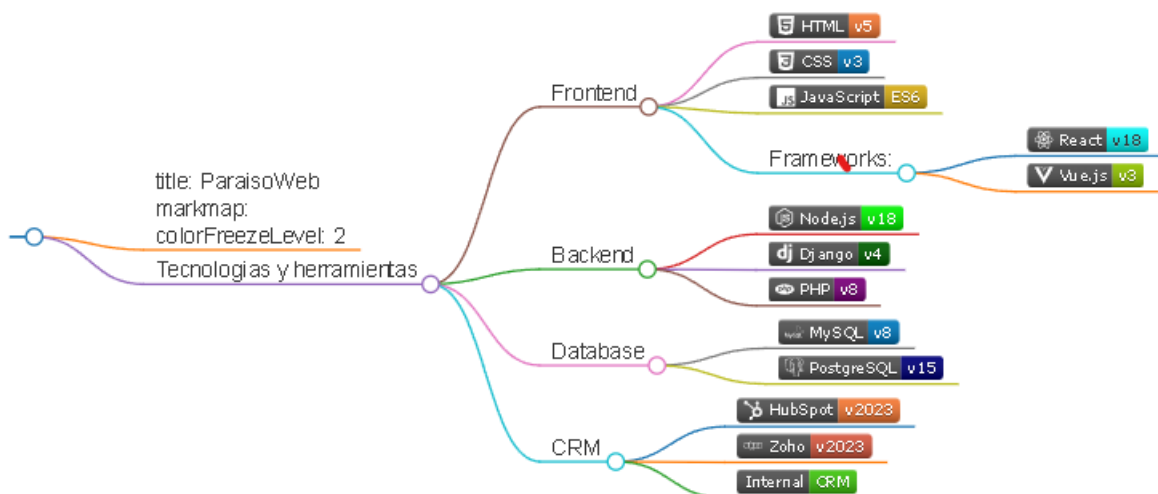 title: ParaisoWeb
markmap:
colorFreezeLevel: 2
Tecnologias y herramientas
Frontend
HTML v5
CSS v3
JavaScript ES6
Frameworks:
React v18
Vue.js v3
Backend
Node.js v18
Django v4
PHP v8
Database
MySQL v8
PostgreSQL v15
CRM
HubSpot v2023
Zoho v2023
Internal CRM